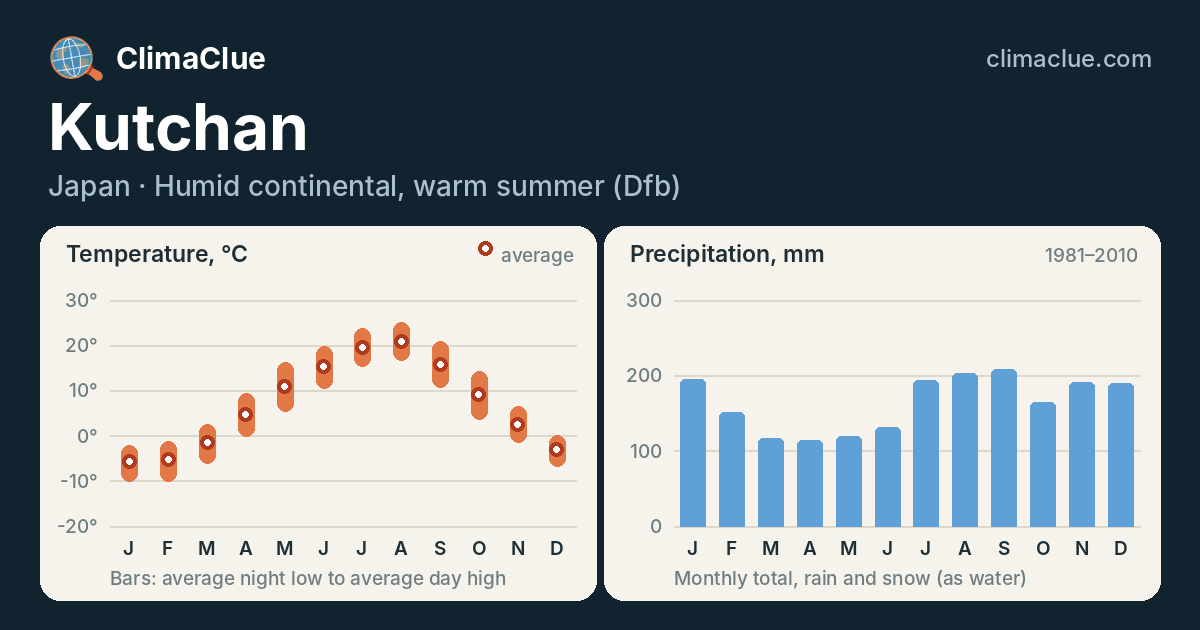 ClimaClue
climaclue.com
Kutchan
Japan · Humid continental, warm summer (Dfb)
Temperature, °C
average
30°
20°
10°
0°
-10°
-20°
J F M A M J J A S O N D
Bars: average night low to average day high
Precipitation, mm
1981–2010
300
200
100
0
J F M A M J J A S O N D
Monthly total, rain and snow (as water)